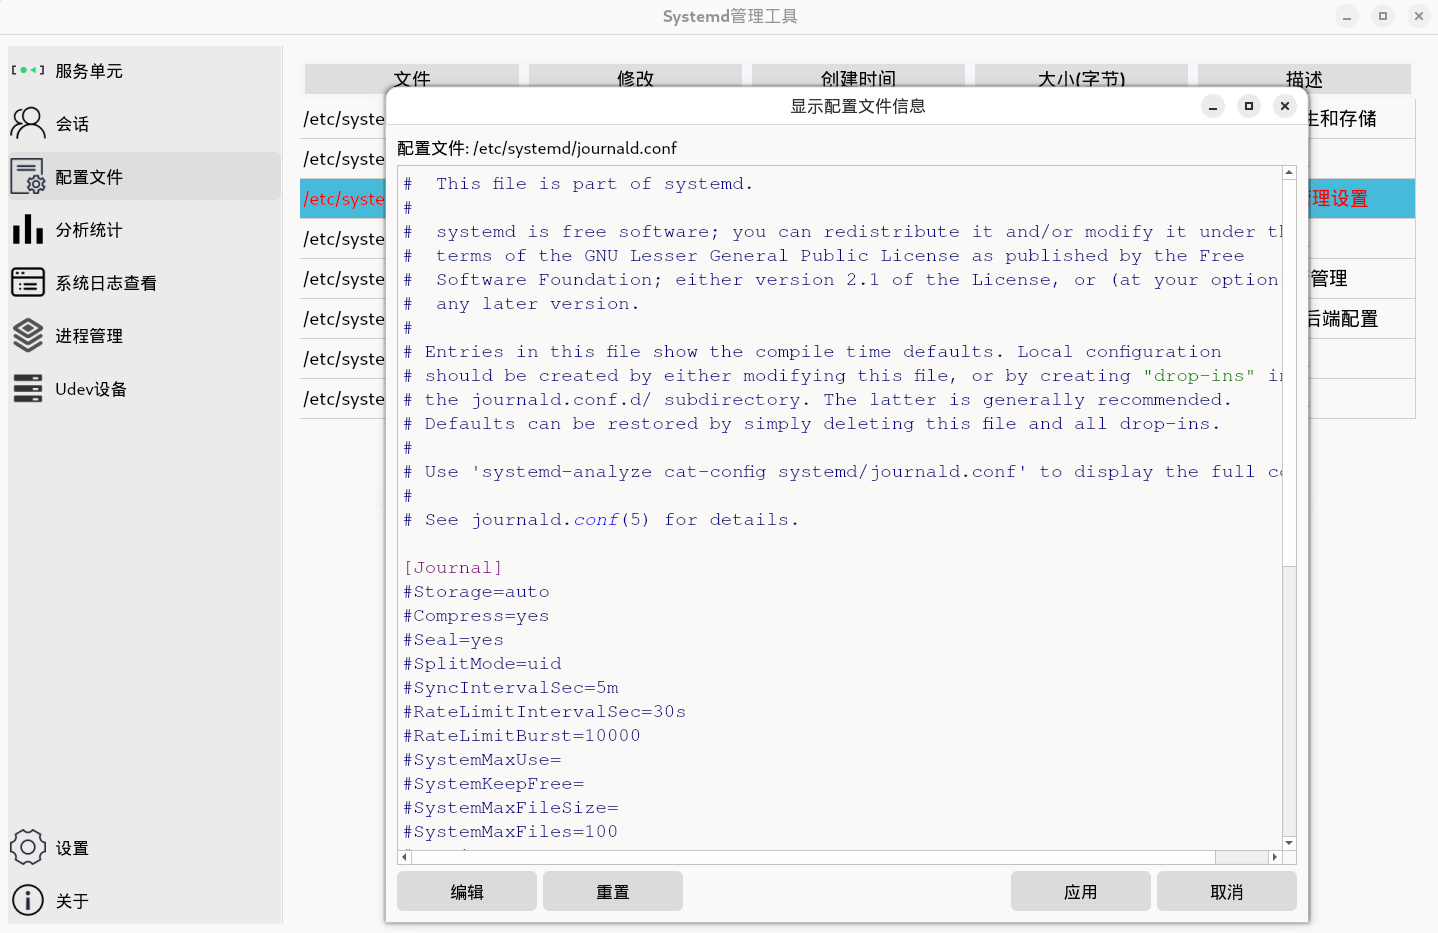 Systemd管理工具
服务单元
会话
配置文件
分析统计
系统日志查看
进程管理
Udev设备
设置
关于
文件 修改 创建时间 大小(字节) 描述
/etc/syste
/etc/syste
/etc/syste
/etc/syste
/etc/syste
/etc/syste
/etc/syste
/etc/syste
和存储
理设置
管理
后端配置
显示配置文件信息
配置文件: /etc/systemd/journald.conf
#  This file is part of systemd.
#
#  systemd is free software; you can redistribute it and/or modify it under th
#  terms of the GNU Lesser General Public License as published by the Free
#  Software Foundation; either version 2.1 of the License, or (at your option
#  any later version.
#
# Entries in this file show the compile time defaults. Local configuration
# should be created by either modifying this file, or by creating "drop-ins" in
# the journald.conf.d/ subdirectory. The latter is generally recommended.
# Defaults can be restored by simply deleting this file and all drop-ins.
#
# Use 'systemd-analyze cat-config systemd/journald.conf' to display the full co
#
# See journald.conf(5) for details.
[Journal]
#Storage=auto
#Compress=yes
#Seal=yes
#SplitMode=uid
#SyncIntervalSec=5m
#RateLimitIntervalSec=30s
#RateLimitBurst=10000
#SystemMaxUse=
#SystemKeepFree=
#SystemMaxFileSize=
#SystemMaxFiles=100
编辑 重置 应用 取消